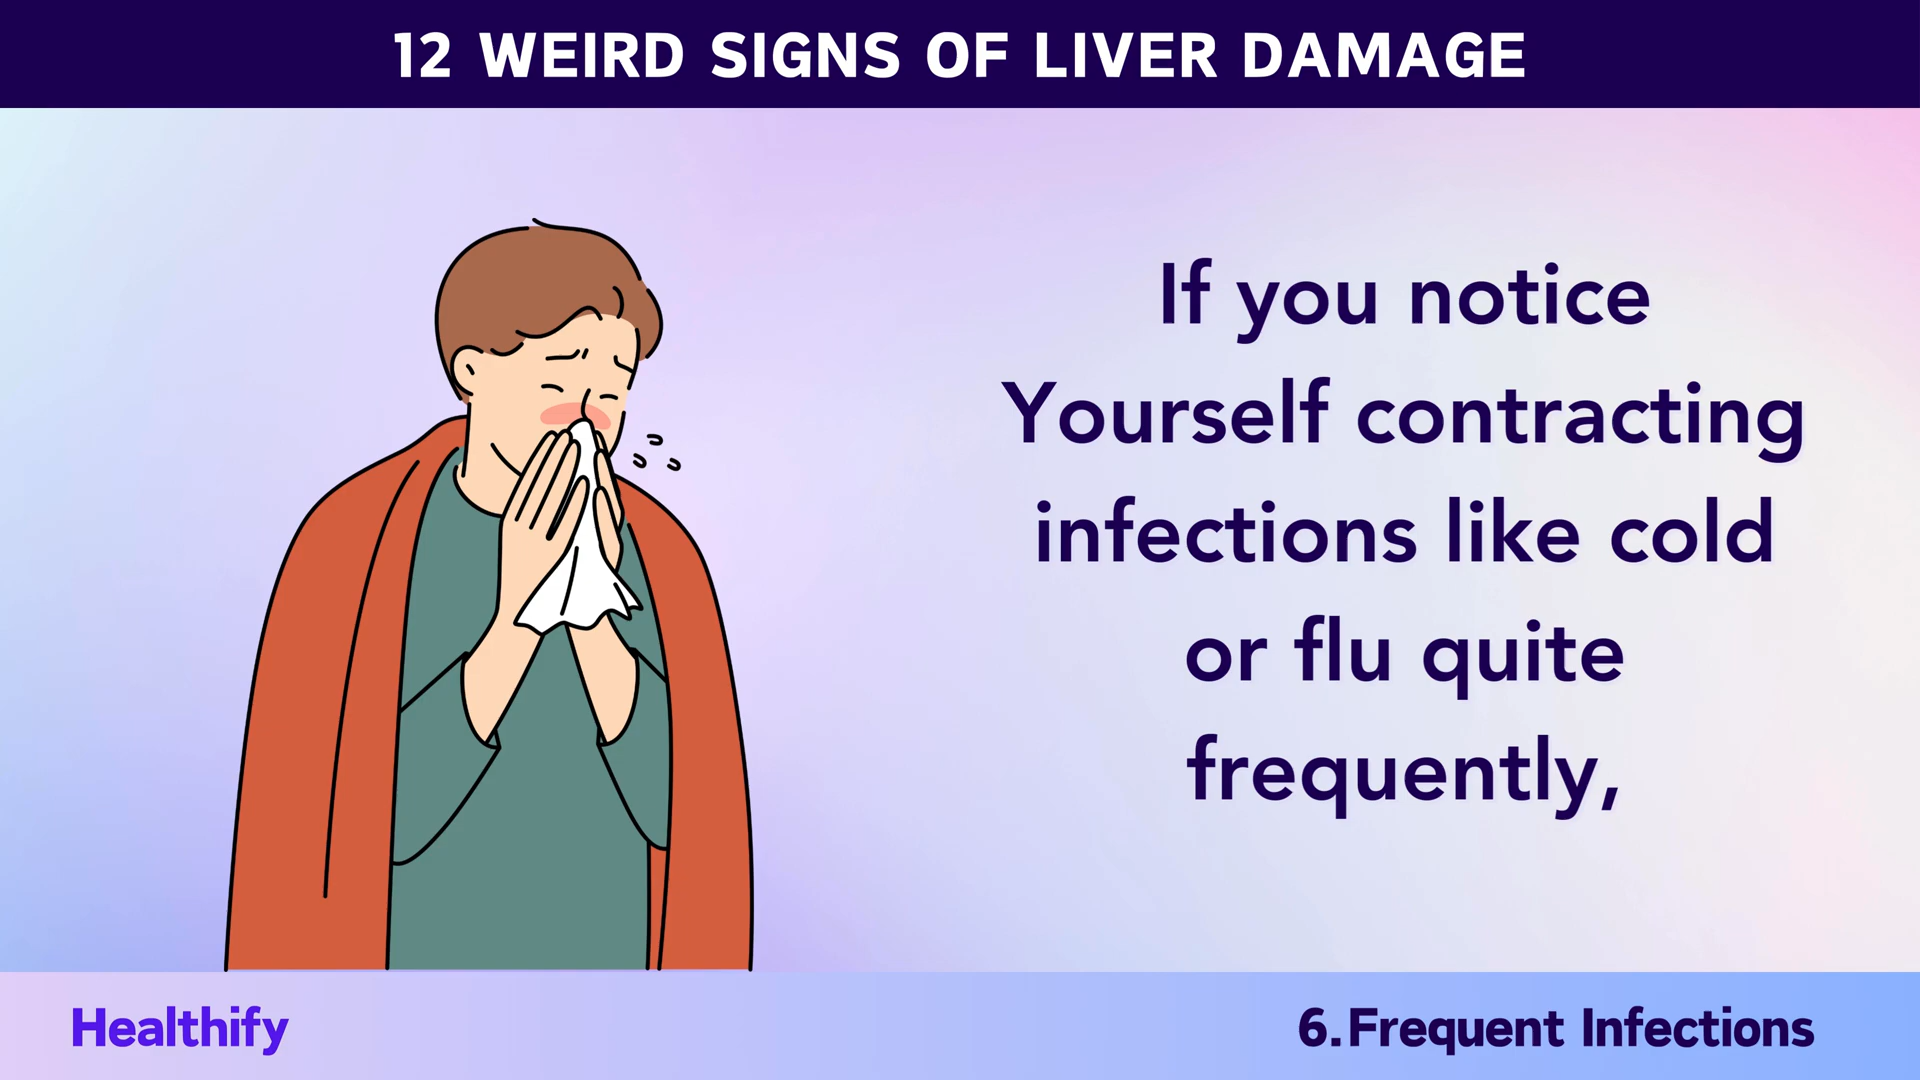 12 WEIRD SIGNS OF LIVER DAMAGE
If you notice
Yourself contracting
infections like cold
or flu quite
frequently,
Healthify
6.Frequent Infections